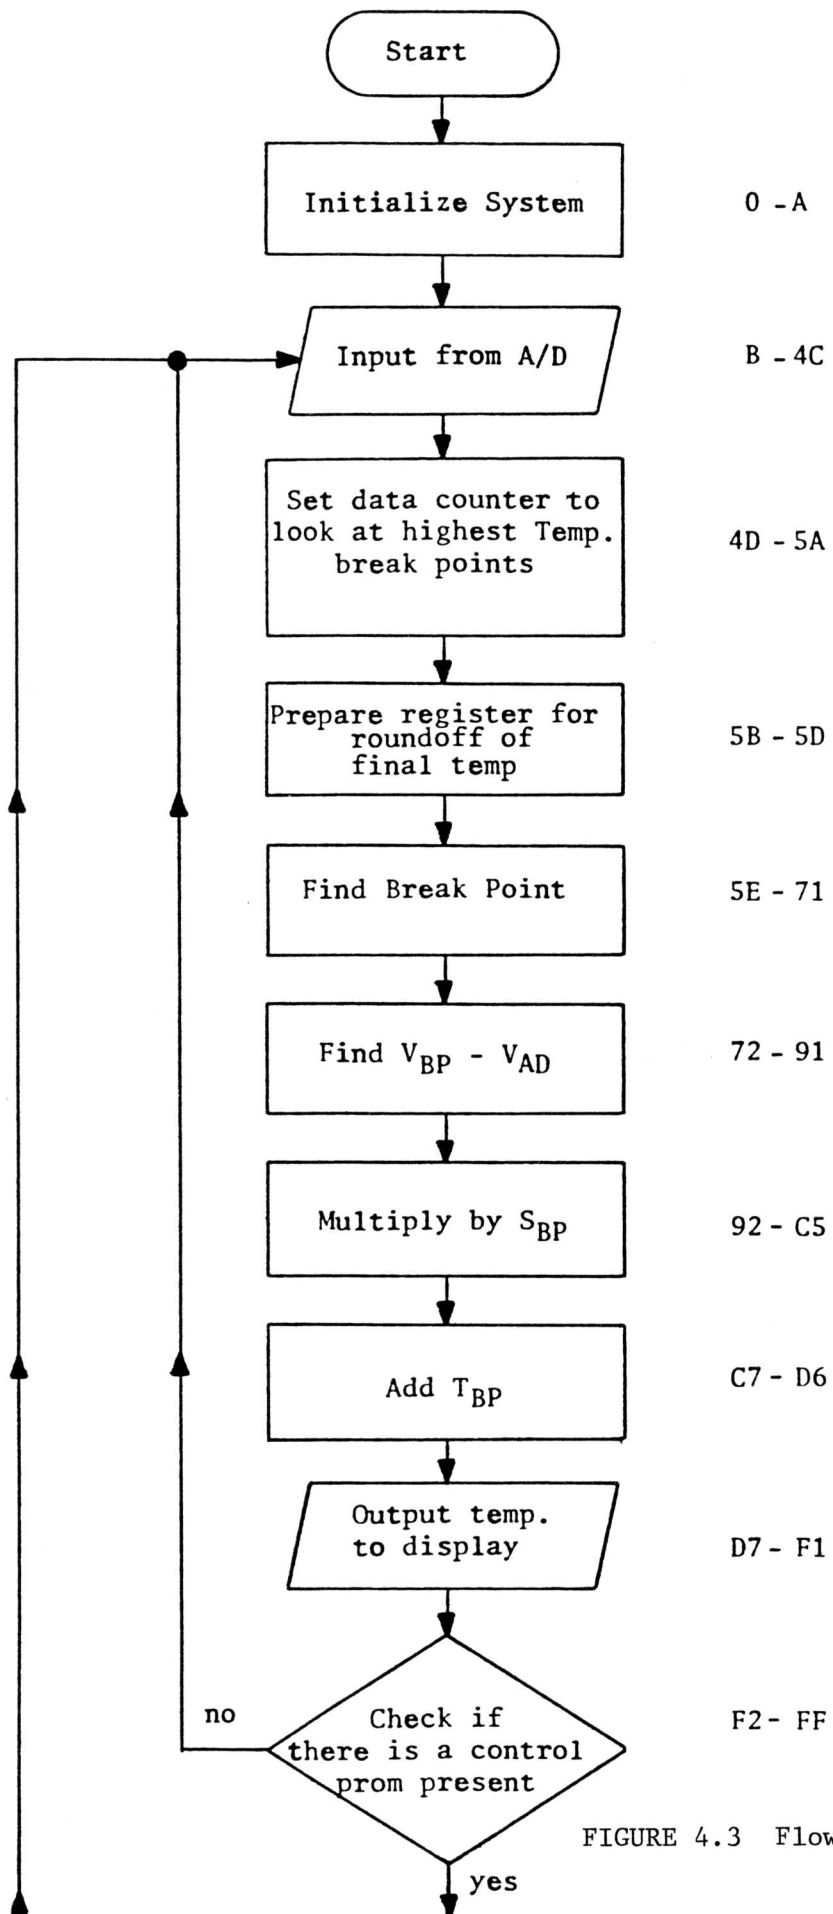 Start
Initialize System 0 - A
Input from A/D B - 4C
Set data counter to
look at highest Temp. 4D - 5A
break points
Prepare register for
roundoff of 5B - 5D
final temp
Find Break Point 5E - 71
Find VBP - VAD 72 - 91
Multiply by SBP 92 - C5
Add TBP C7 - D6
Output temp.
to display D7 - F1
no
Check if F2 - FF
there is a control
prom present
FIGURE 4.3 Flow
yes